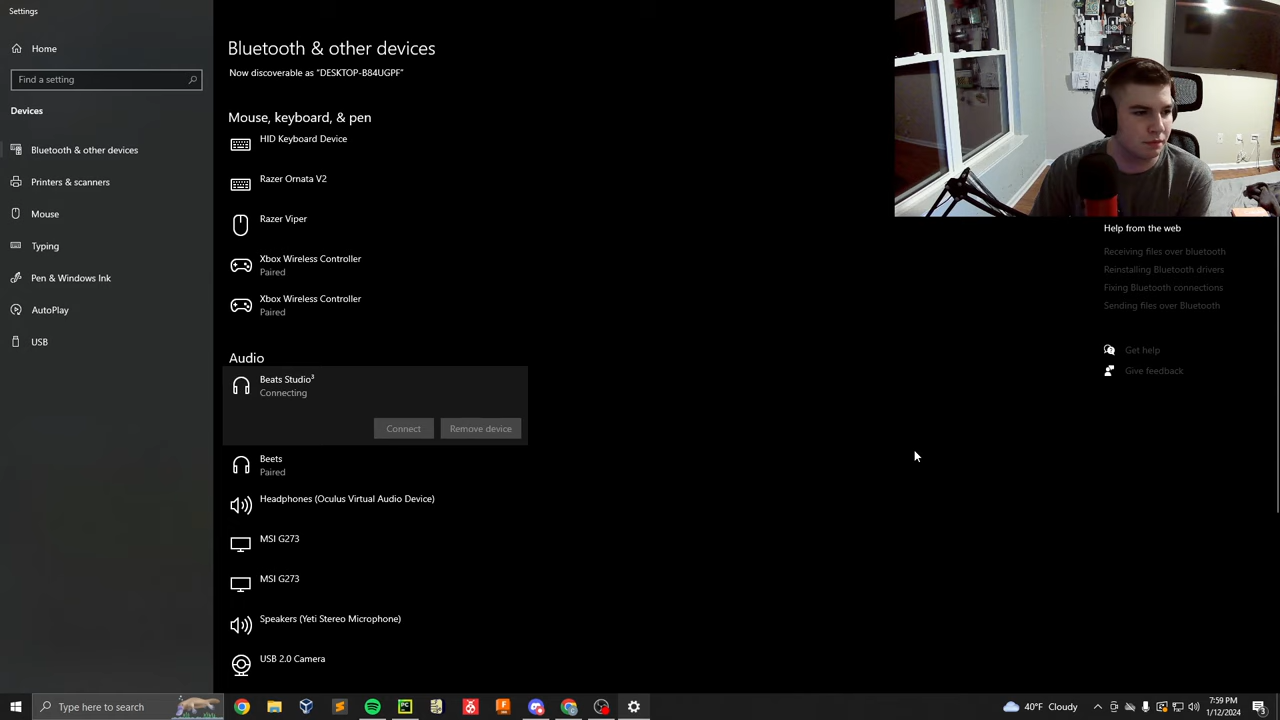 Settings
Home
Find a setting
Devices
Bluetooth & other devices
Printers & scanners
Mouse
Typing
Pen & Windows Ink
AutoPlay
USB
Bluetooth & other devices
Now discoverable as "DESKTOP-B84UGPF"
Mouse, keyboard, & pen
HID Keyboard Device
Razer Ornata V2
Razer Viper
Xbox Wireless Controller
Paired
Xbox Wireless Controller
Paired
Audio
Beats Studio³
Connecting
Connect Remove device
Beets
Paired
Headphones (Oculus Virtual Audio Device)
MSI G273
MSI G273
Speakers (Yeti Stereo Microphone)
USB 2.0 Camera
Help from the web
Receiving files over bluetooth
Reinstalling Bluetooth drivers
Fixing Bluetooth connections
Sending files over Bluetooth
Get help
Give feedback
Type here to search
PC
40°F Cloudy
7:59 PM
1/12/2024